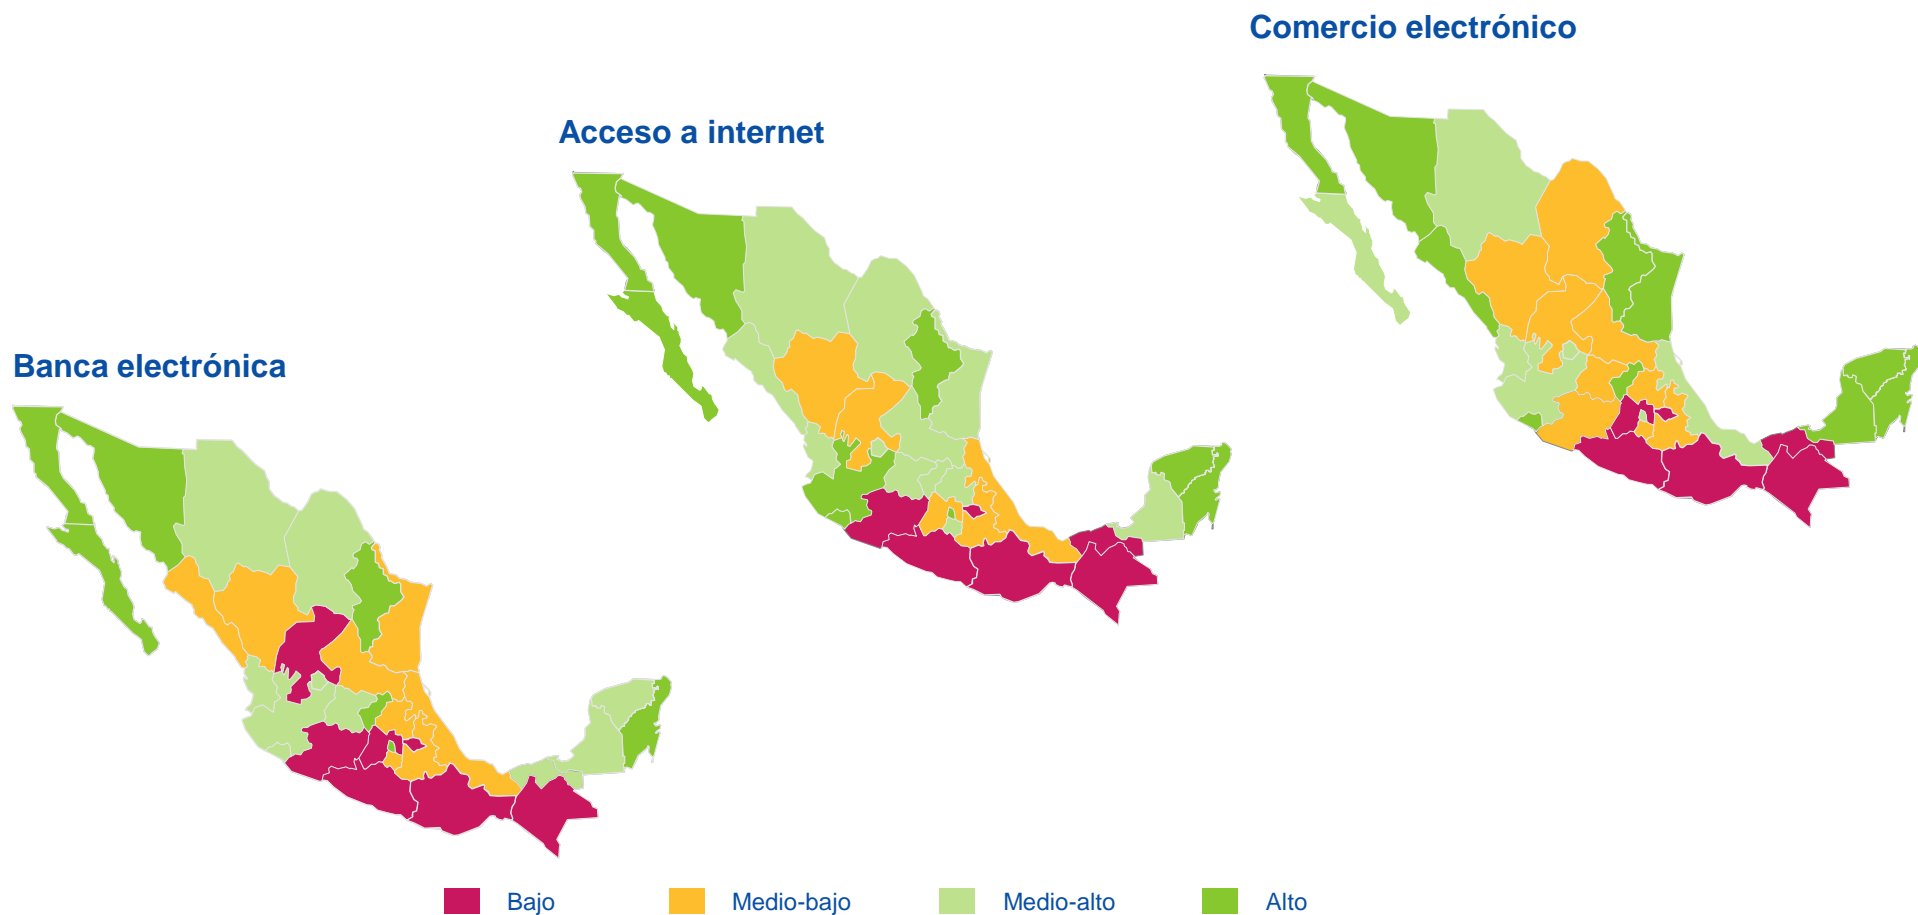 Comercio electrónico
Acceso a internet
Banca electrónica
Bajo
Medio-bajo
Medio-alto
Alto